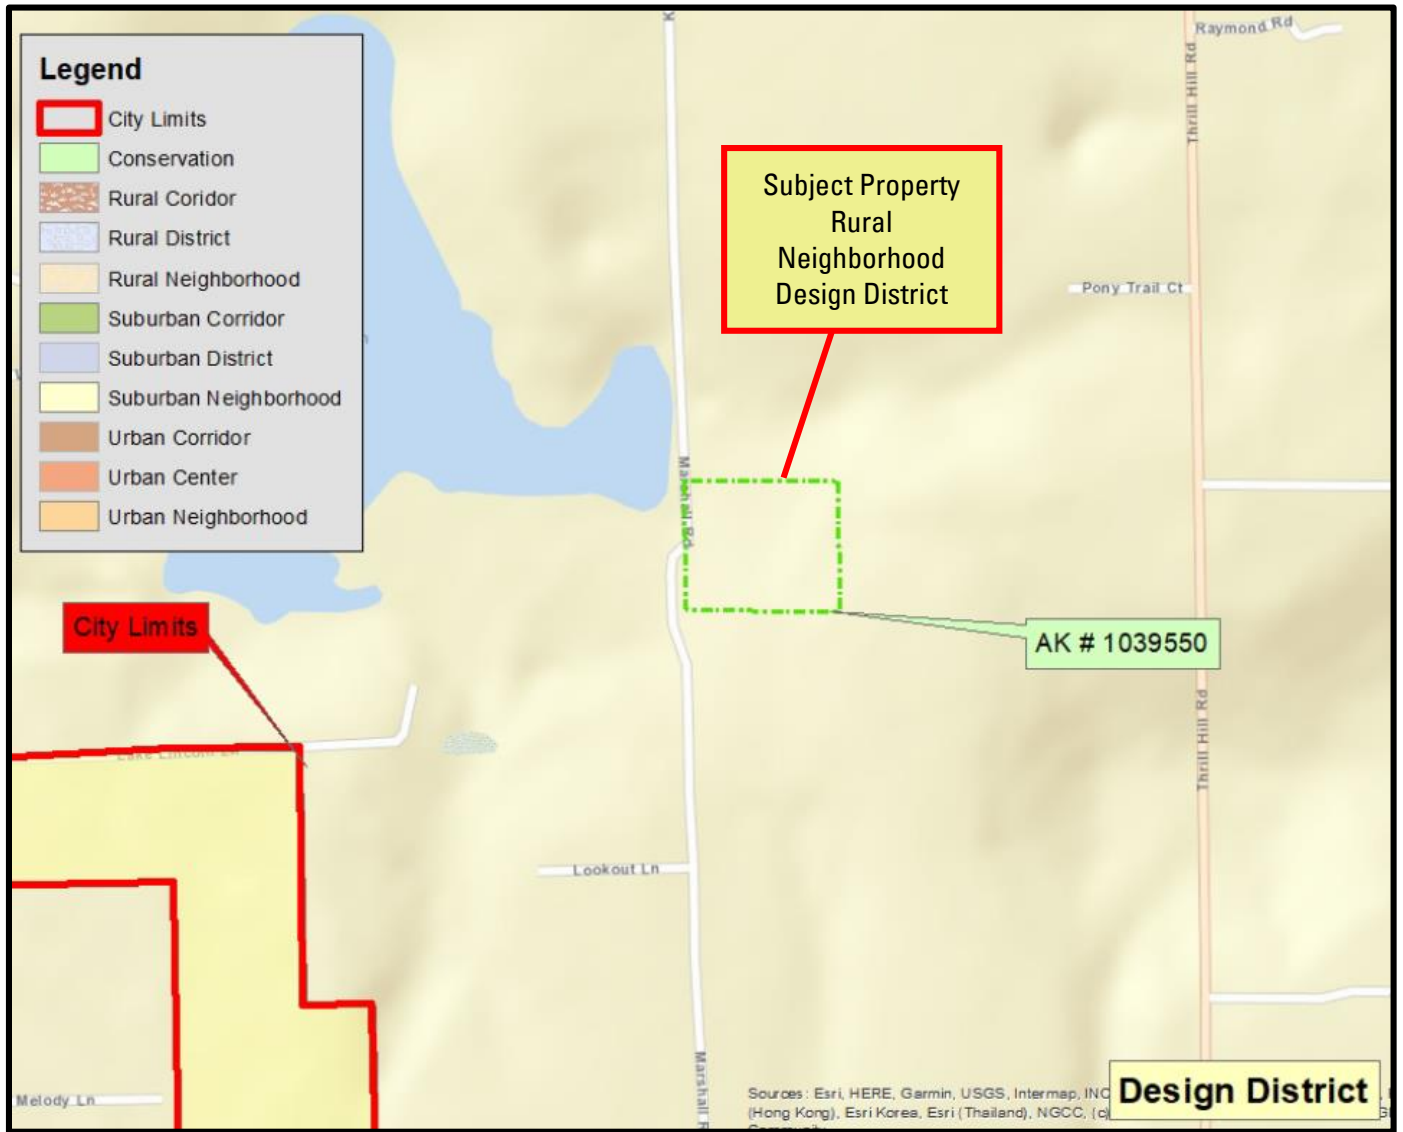 Legend
City Limits
Conservation
Rural Coridor
Rural District
Rural Neighborhood
Suburban Corridor
Suburban District
Suburban Neighborhood
Urban Corridor
Urban Center
Urban Neighborhood
K
Raymond Rd
Thrill Hill Rd
Subject Property
Rural
Neighborhood
Design District
Pony Trail Ct
Marshall Rd
City Limits
AK # 1039550
Thrill Hill Rd
Lake Lincoln Ln
Lookout Ln
Marshall R
Melody Ln
Sources: Esri, HERE, Garmin, USGS, Intermap, INC
(Hong Kong), Esri Korea, Esri (Thailand), NGCC, (c)
Design District